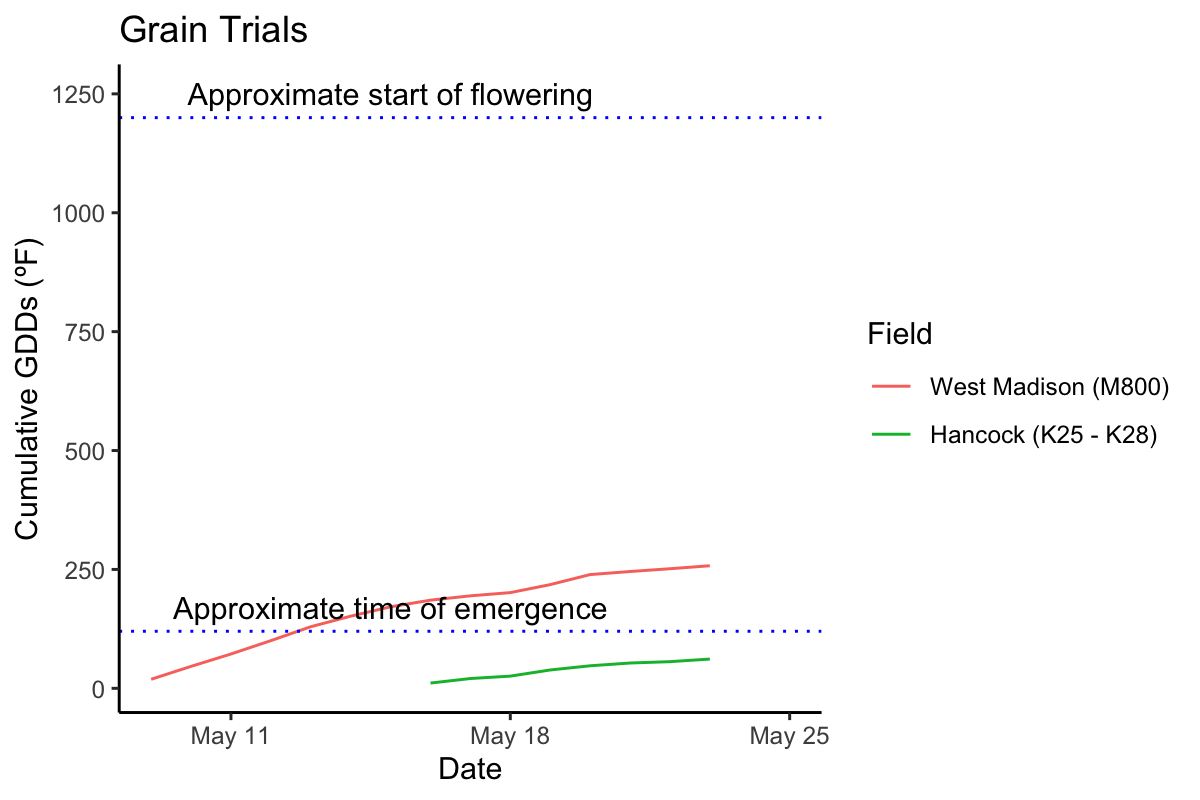 Grain Trials
Approximate start of flowering
1250
1000
750
500
250
0
Cumulative GDDs (ºF)
Approximate time of emergence
May 11
May 18
May 25
Date
Field
West Madison (M800)
Hancock (K25 - K28)